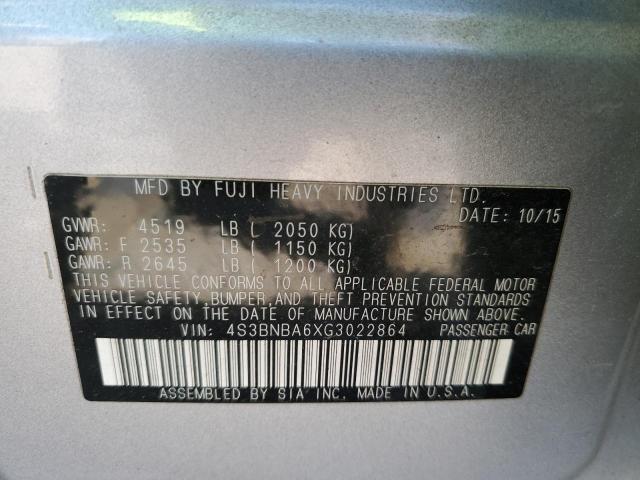 MFD BY FUJI HEAVY INDUSTRIES LTD.
DATE: 10/15
GVWR: 4519 LB ( 2050 KG)
GAWR: F 2535 LB ( 1150 KG)
GAWR: R 2645 LB ( 1200 KG)
THIS VEHICLE CONFORMS TO ALL APPLICABLE FEDERAL MOTOR
VEHICLE SAFETY, BUMPER, AND THEFT PREVENTION STANDARDS
IN EFFECT ON THE DATE OF MANUFACTURE SHOWN ABOVE.
VIN: 4S3BNBA6XG3022864 PASSENGER CAR
ASSEMBLED BY SIA INC. MADE IN U.S.A.